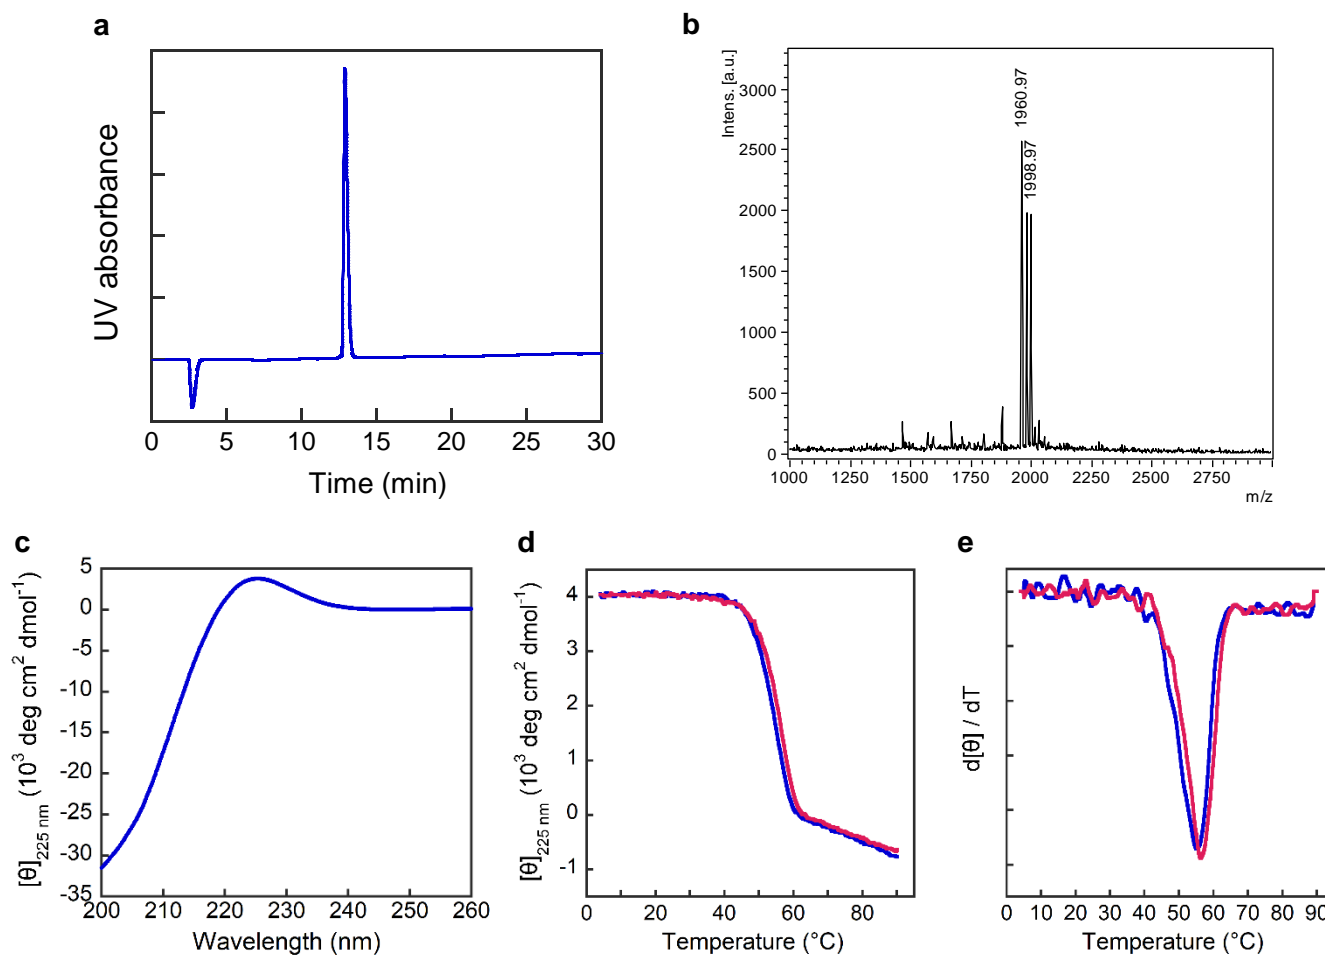 a
UV absorbance
0 5 10 15 20 25 30
Time (min)
b
Intens. [a.u.]
3000
2500
2000
1500
1000
500
0
1960.97
1998.97
1000 1250 1500 1750 2000 2250 2500 2750
m/z
c
[θ]225 nm (10³ deg cm² dmol⁻¹)
5
0
-5
-10
-15
-20
-25
-30
-35
200 210 220 230 240 250 260
Wavelength (nm)
d
[θ]225 nm (10³ deg cm² dmol⁻¹)
4
3
2
1
0
-1
0 20 40 60 80
Temperature (°C)
e
d[θ] / dT
0 10 20 30 40 50 60 70 80 90
Temperature (°C)